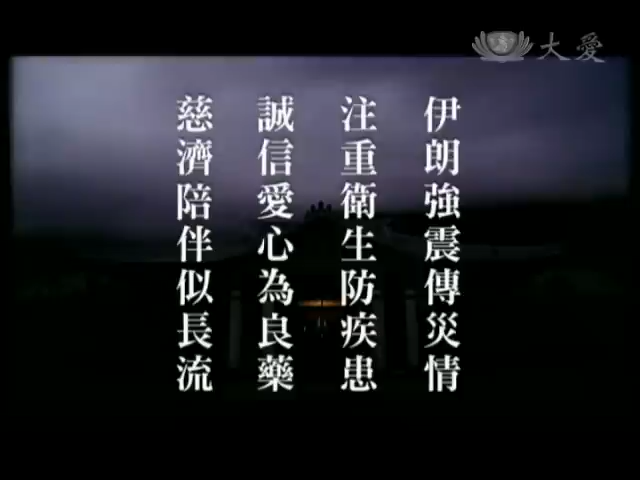 大愛
伊朗強震傳災情
注重衛生防疾患
誠信愛心為良藥
慈濟陪伴似長流